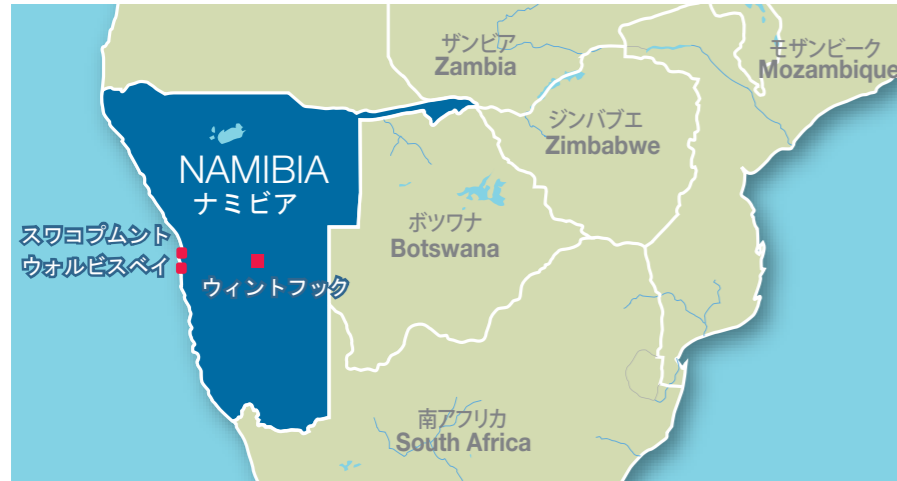 ザンビア
Zambia
モザンビーク
Mozambique
ジンバブエ
Zimbabwe
NAMIBIA
ナミビア
ボツワナ
Botswana
スワコプムント
ウォルビスベイ
ウィントフック
南アフリカ
South Africa